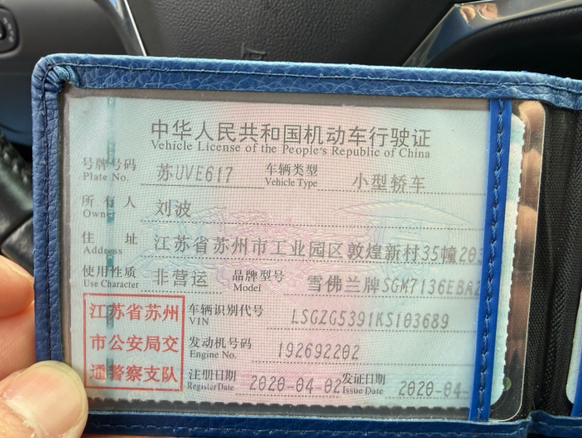 中华人民共和国机动车行驶证
Vehicle License of the People's Republic of China
号牌号码 苏UVE617 车辆类型 小型轿车
Plate No. Vehicle Type
所有人 刘波
Owner
住址 江苏省苏州市工业园区敦煌新村35幢203
Address
使用性质 非营运 品牌型号 雪佛兰牌SGM7136EBA2
Use Character Model
江苏省苏州
市公安局交
通警察支队
车辆识别代号 LSGZG5391KS103689
VIN
发动机号码 192692202
Engine No.
注册日期 2020-04-02 发证日期 2020-04-
Register Date Issue Date